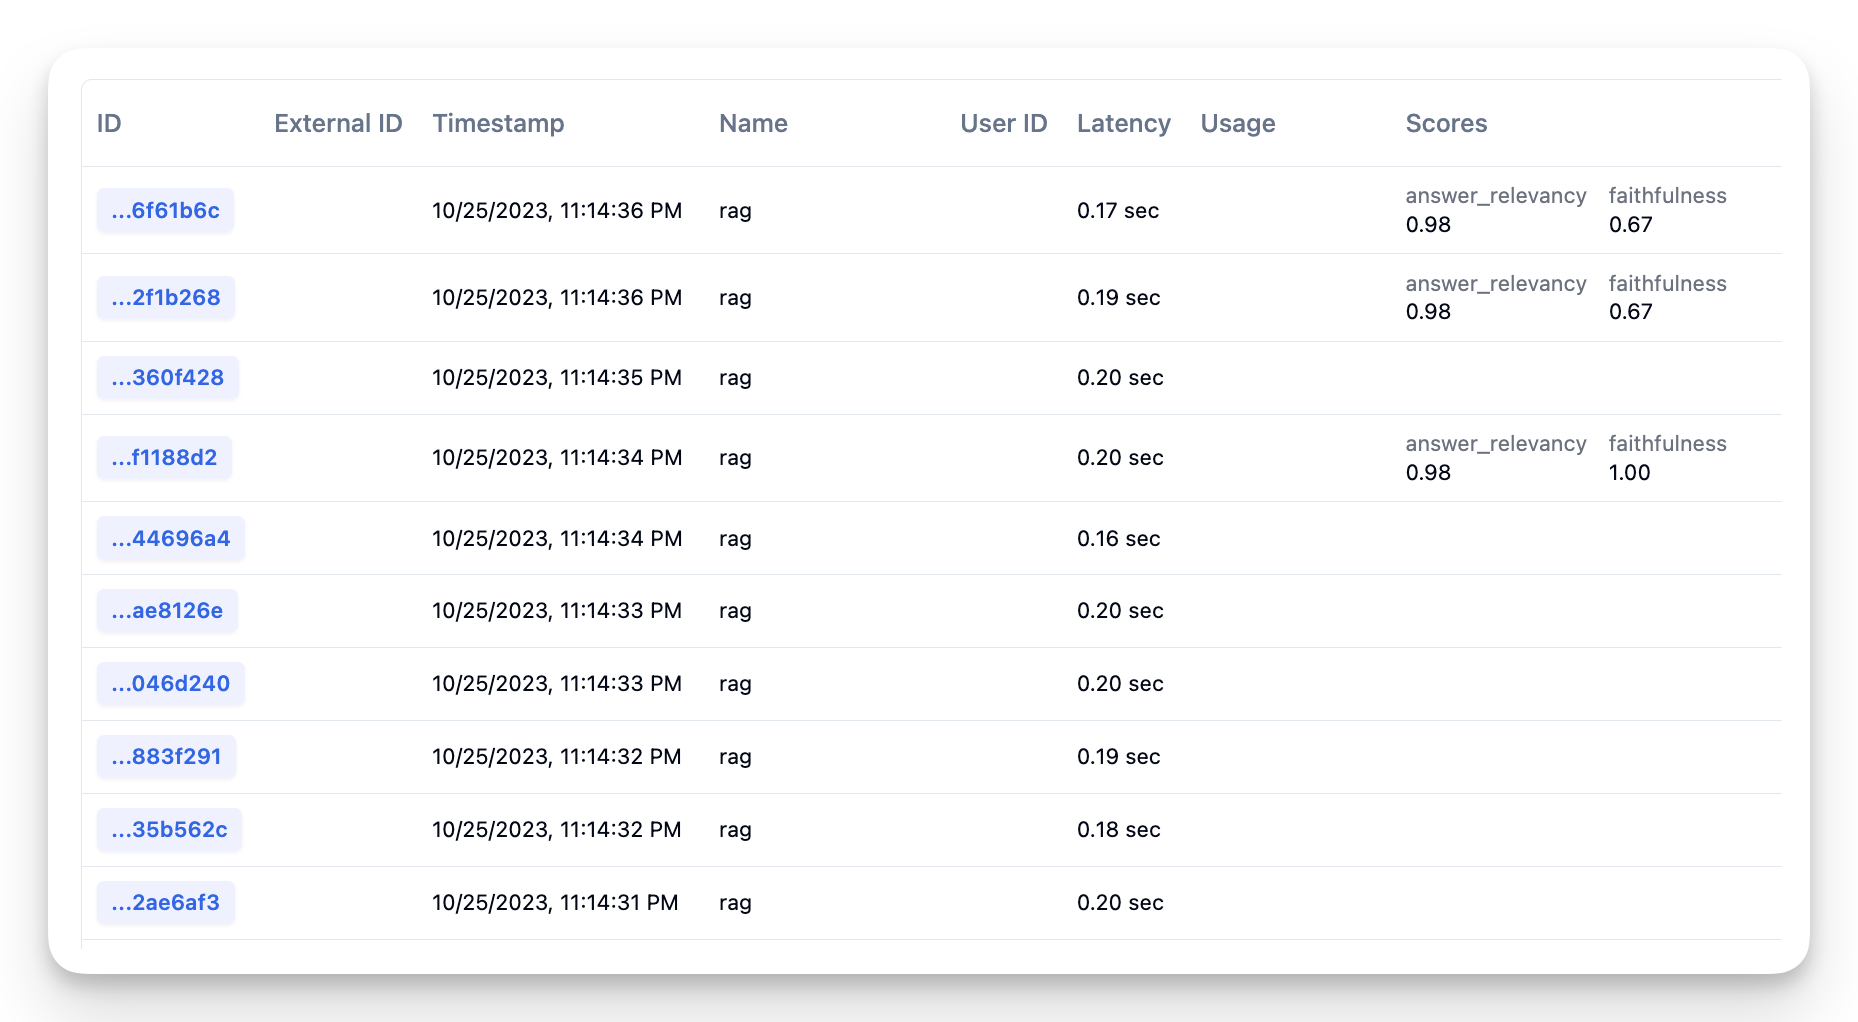 ID External ID Timestamp Name User ID Latency Usage Scores
...6f61b6c 10/25/2023, 11:14:36 PM rag 0.17 sec answer_relevancy 0.98 faithfulness 0.67
...2f1b268 10/25/2023, 11:14:36 PM rag 0.19 sec answer_relevancy 0.98 faithfulness 0.67
...360f428 10/25/2023, 11:14:35 PM rag 0.20 sec
...f1188d2 10/25/2023, 11:14:34 PM rag 0.20 sec answer_relevancy 0.98 faithfulness 1.00
...44696a4 10/25/2023, 11:14:34 PM rag 0.16 sec
...ae8126e 10/25/2023, 11:14:33 PM rag 0.20 sec
...046d240 10/25/2023, 11:14:33 PM rag 0.20 sec
...883f291 10/25/2023, 11:14:32 PM rag 0.19 sec
...35b562c 10/25/2023, 11:14:32 PM rag 0.18 sec
...2ae6af3 10/25/2023, 11:14:31 PM rag 0.20 sec